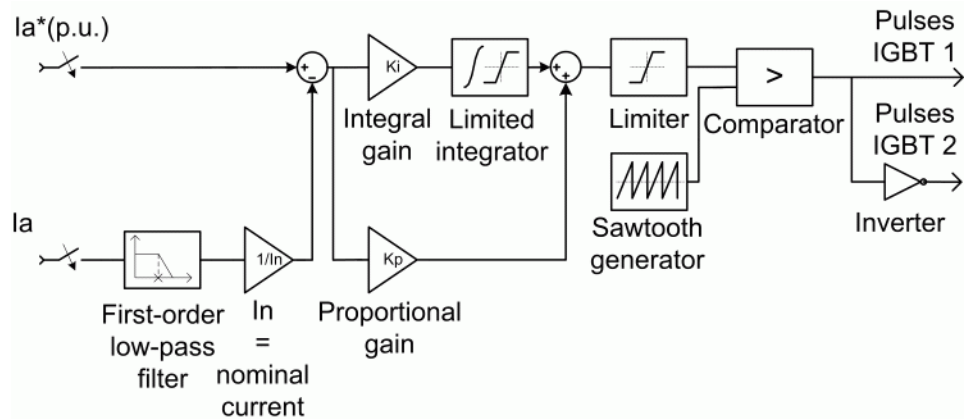 Ia*(p.u.)
+
-
Ki
Integral
gain
Limited
integrator
+
+
Limiter
>
Comparator
Pulses
IGBT 1
Pulses
IGBT 2
Inverter
Sawtooth
generator
Ia
First-order
low-pass
filter
1/In
In
=
nominal
current
Kp
Proportional
gain